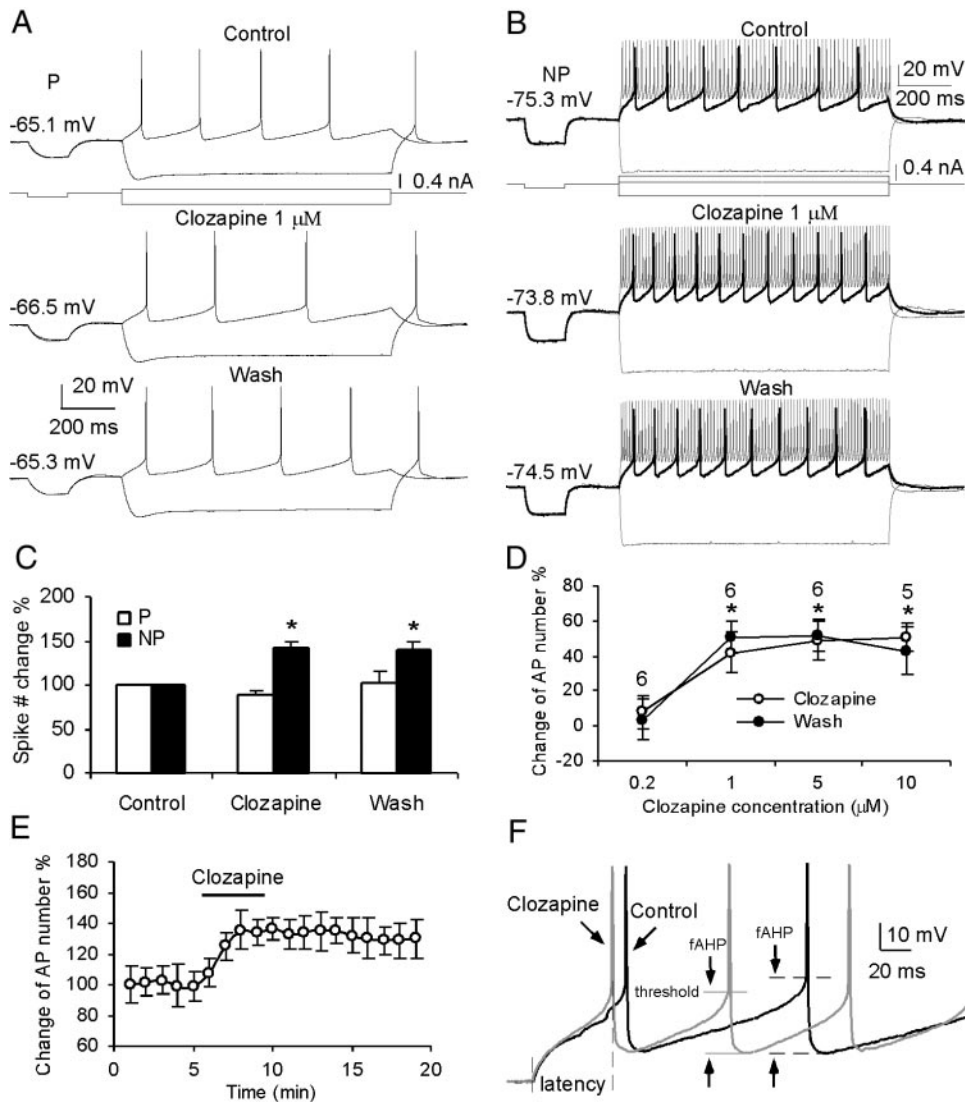 A
Control
P
-65.1 mV
0.4 nA
Clozapine 1 μM
-66.5 mV
Wash
20 mV
200 ms
-65.3 mV
B
Control
NP
-75.3 mV
20 mV
200 ms
0.4 nA
Clozapine 1 μM
-73.8 mV
Wash
-74.5 mV
C
Spike # change %
200
150
100
50
0
P
NP
*
*
Control
Clozapine
Wash
D
Change of AP number %
80
60
40
20
0
-20
6
6
6
5
*
*
*
Clozapine
Wash
0.2
1
5
10
Clozapine concentration (μM)
E
Change of AP number %
180
160
140
120
100
80
60
Clozapine
0
5
10
15
20
Time (min)
F
Clozapine
Control
fAHP
fAHP
threshold
10 mV
20 ms
latency